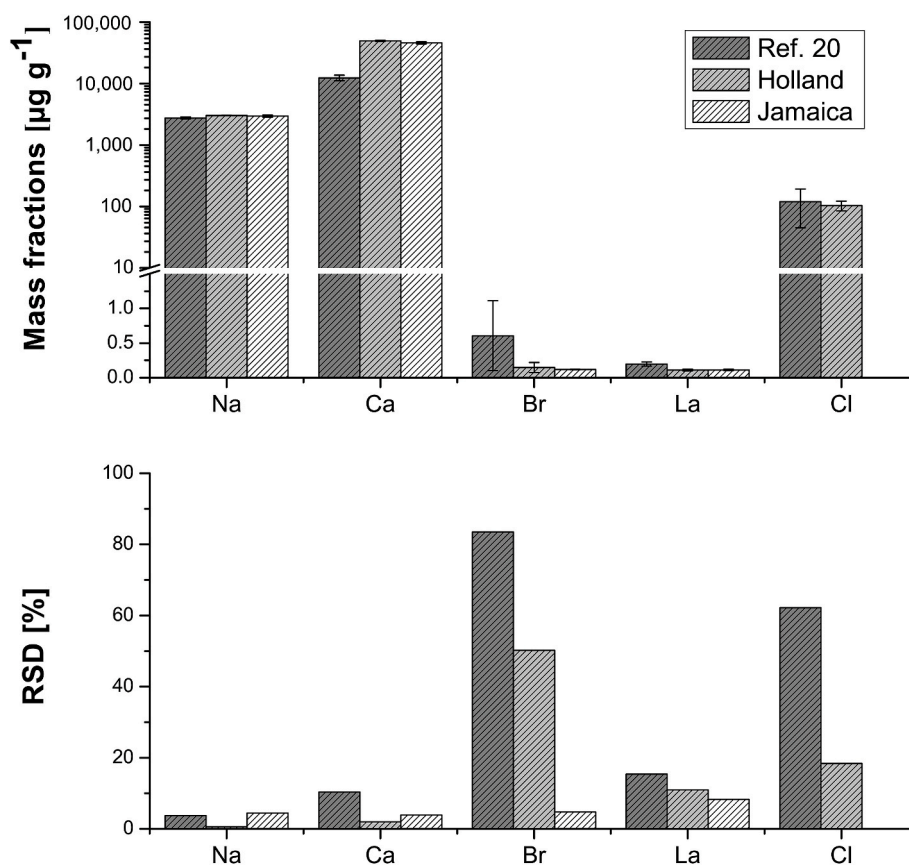 Mass fractions [µg g-1]
100,000
10,000
1,000
100
10
1.0
0.5
0.0
Ref. 20
Holland
Jamaica
Na Ca Br La Cl
RSD [%]
100
80
60
40
20
0
Na Ca Br La Cl